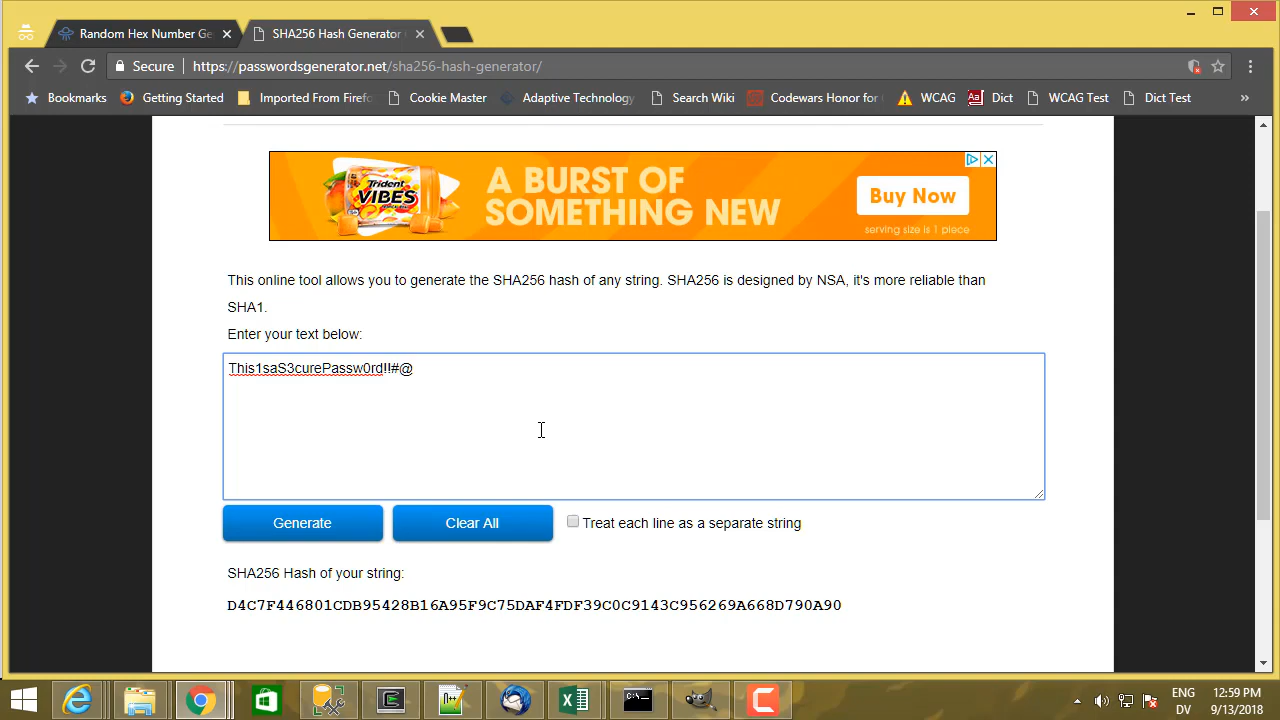 Random Hex Number Ge
SHA256 Hash Generator
Secure https://passwordsgenerator.net/sha256-hash-generator/
Bookmarks Getting Started Imported From Firefo Cookie Master Adaptive Technology Search Wiki Codewars Honor for WCAG Aa Dict WCAG Test Dict Test »
Trident
VIBES
A BURST OF
SOMETHING NEW
Buy Now
serving size is 1 piece
This online tool allows you to generate the SHA256 hash of any string. SHA256 is designed by NSA, it's more reliable than
SHA1.
Enter your text below:
This1saS3curePassw0rd!!#@
Generate Clear All Treat each line as a separate string
SHA256 Hash of your string:
D4C7F446801CDB95428B16A95F9C75DAF4FDF39C0C9143C956269A668D790A90
ENG 12:59 PM
DV 9/13/2018